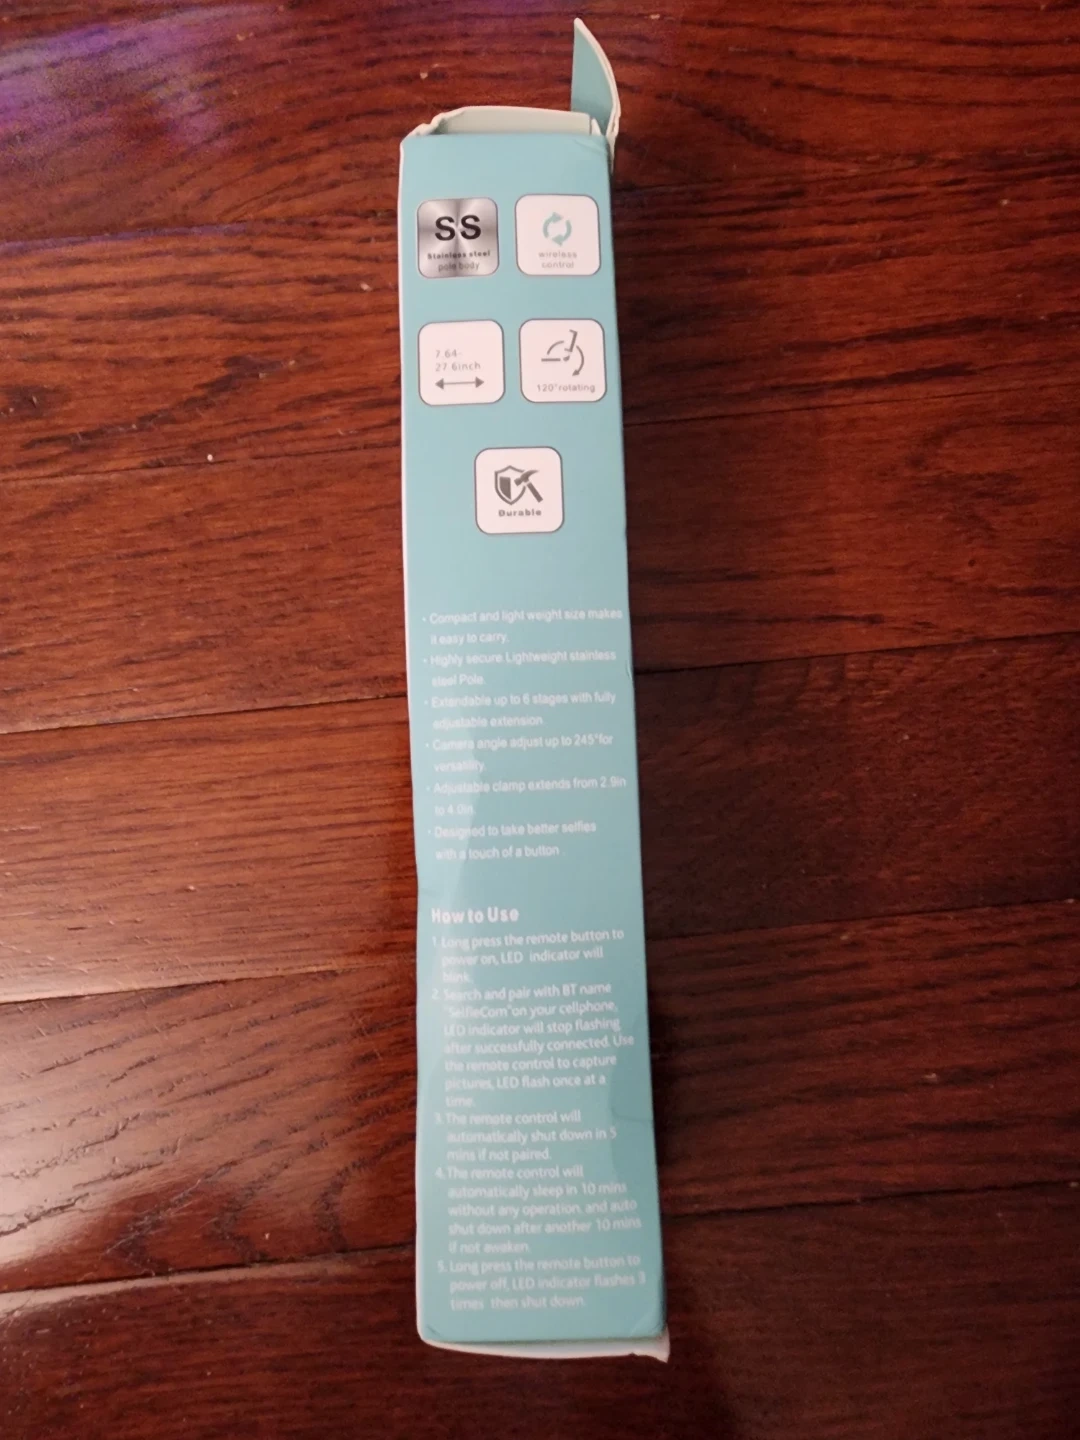 SS
Stainless steel
pole body
wireless
control
7.64-
27.6inch
120°rotating
Durable
· Compact and light weight size makes
it easy to carry.
· Highly secure Lightweight stainless
steel Pole.
· Extendable up to 6 stages with fully
adjustable extension.
· Camera angle adjust up to 245°for
versatility.
· Adjustable clamp extends from 2.9in
to 4.0in.
· Designed to take better selfies
with a touch of a button .
How to Use
1. Long press the remote button to
power on, LED indicator will
blink.
2. Search and pair with BT name
"SelfieCom"on your cellphone,
LED indicator will stop flashing
after successfully connected. Use
the remote control to capture
pictures, LED flash once at a
time.
3. The remote control will
automatically shut down in 5
mins if not paired.
4. The remote control will
automatically sleep in 10 mins
without any operation, and auto
shut down after another 10 mins
if not awaken.
5. Long press the remote button to
power off, LED indicator flashes 3
times then shut down.